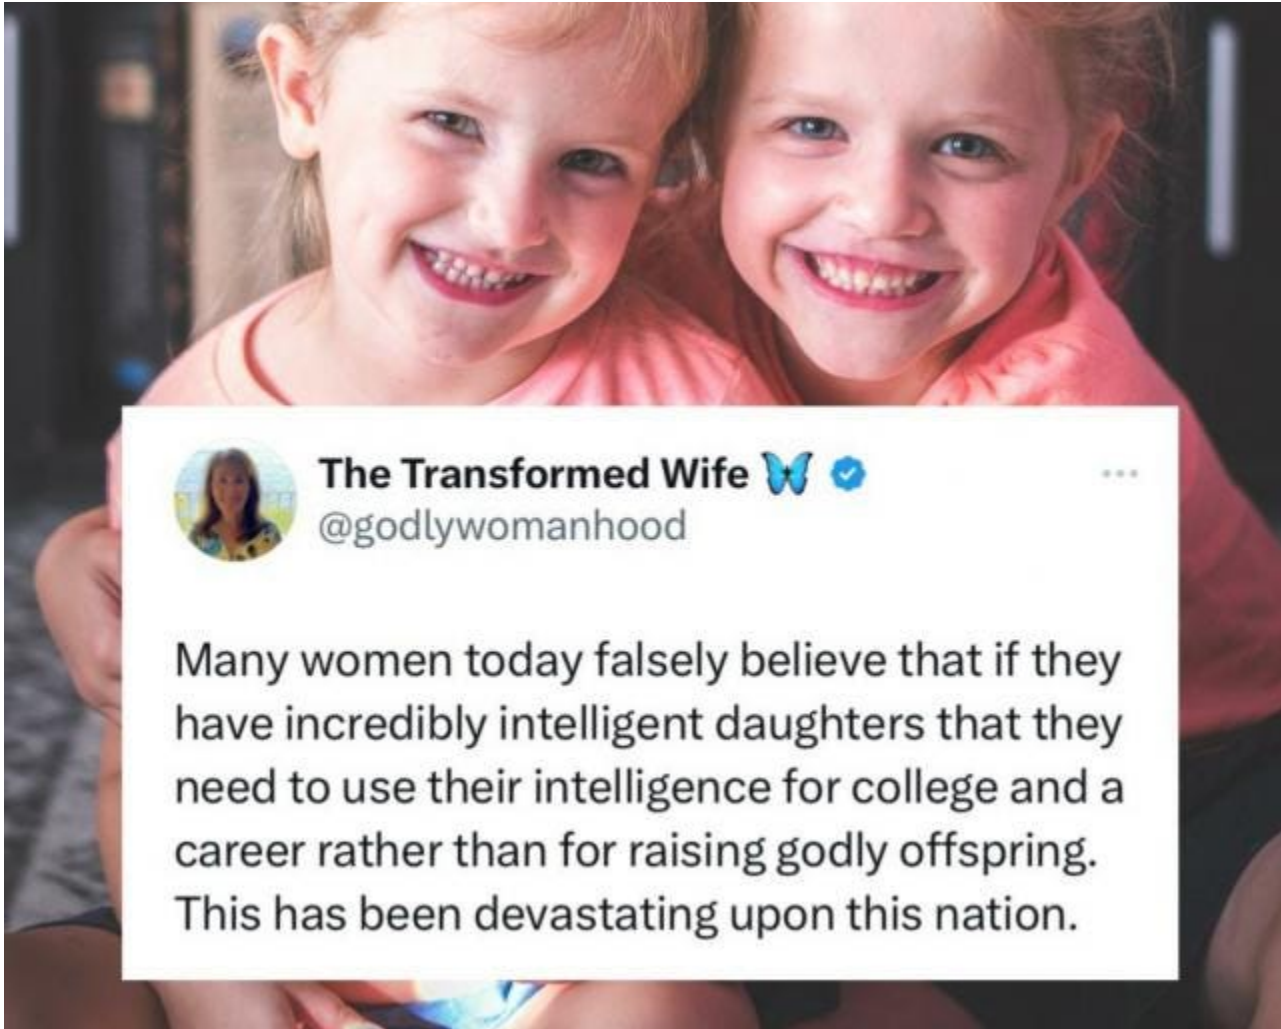 The Transformed Wife 🦋
@godlywomanhood
Many women today falsely believe that if they
have incredibly intelligent daughters that they
need to use their intelligence for college and a
career rather than for raising godly offspring.
This has been devastating upon this nation.